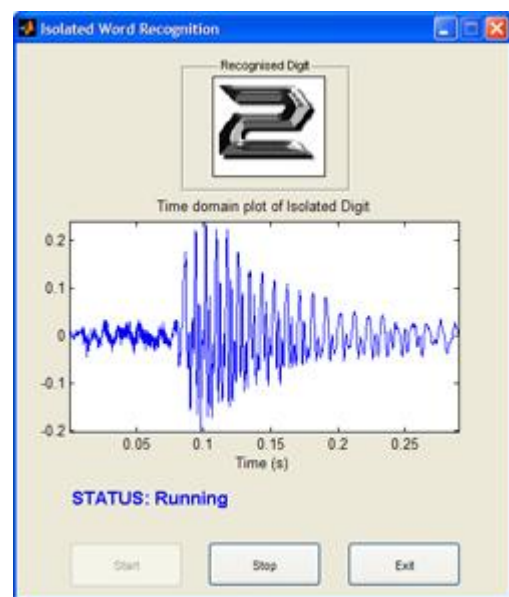 Isolated Word Recognition
Recognised Digit
2
Time domain plot of Isolated Digit
0.2
0.1
0
-0.1
-0.2
0.05 0.1 0.15 0.2 0.25
Time (s)
STATUS: Running
Start Stop Exit